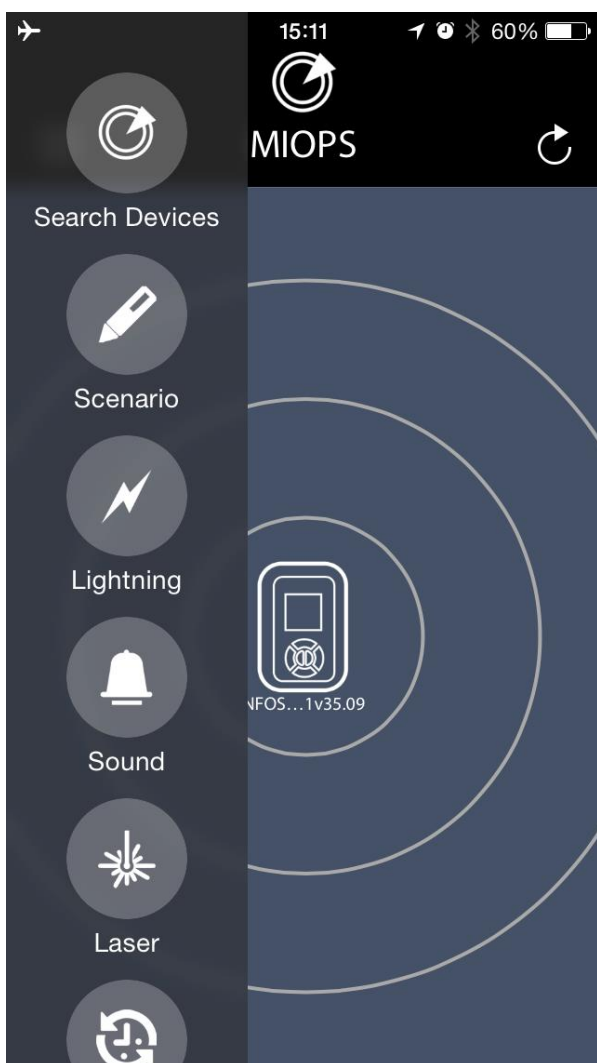 15:11
60%
MIOPS
Search Devices
Scenario
Lightning
NFOS...1v35.09
Sound
Laser